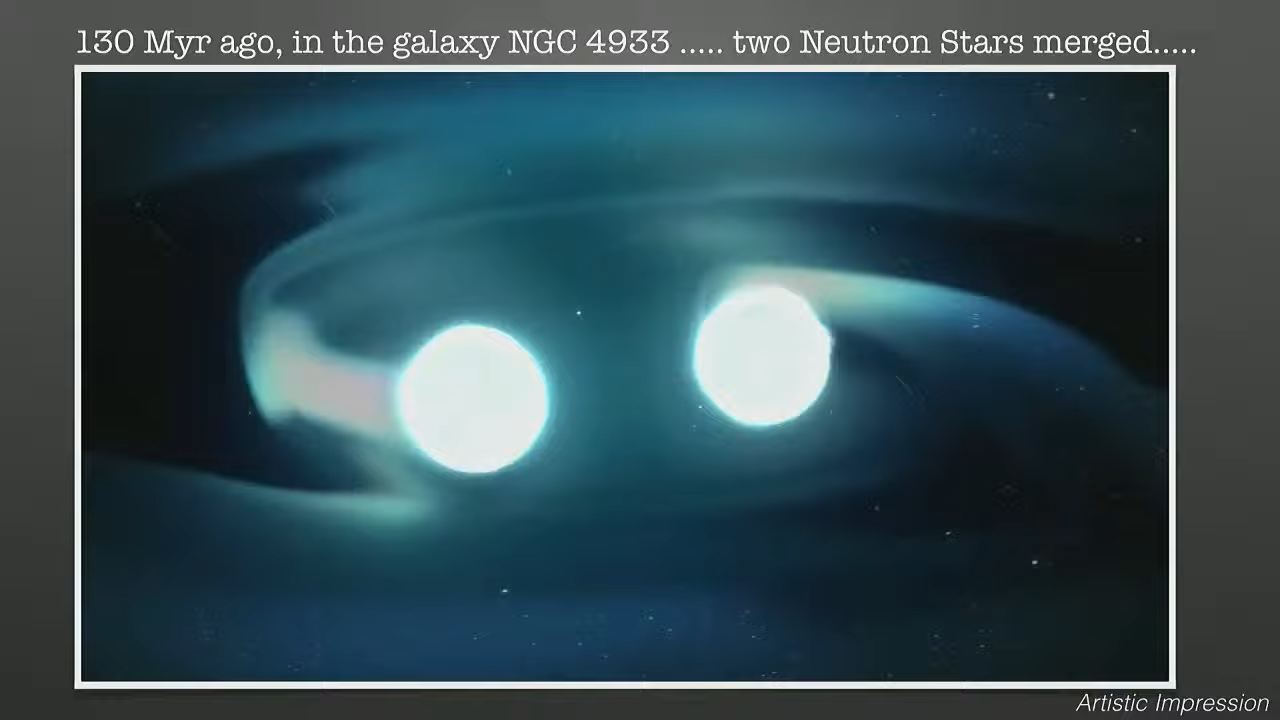 130 Myr ago, in the galaxy NGC 4933 ..... two Neutron Stars merged.....
Artistic Impression